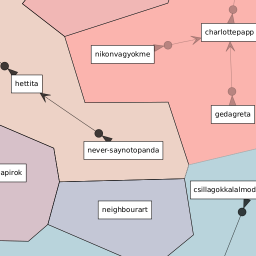 charlottepapp
nikonvagyokme
hettita
gedagreta
never-saynotopanda
apirok
csillagokkalalmod
neighbourart